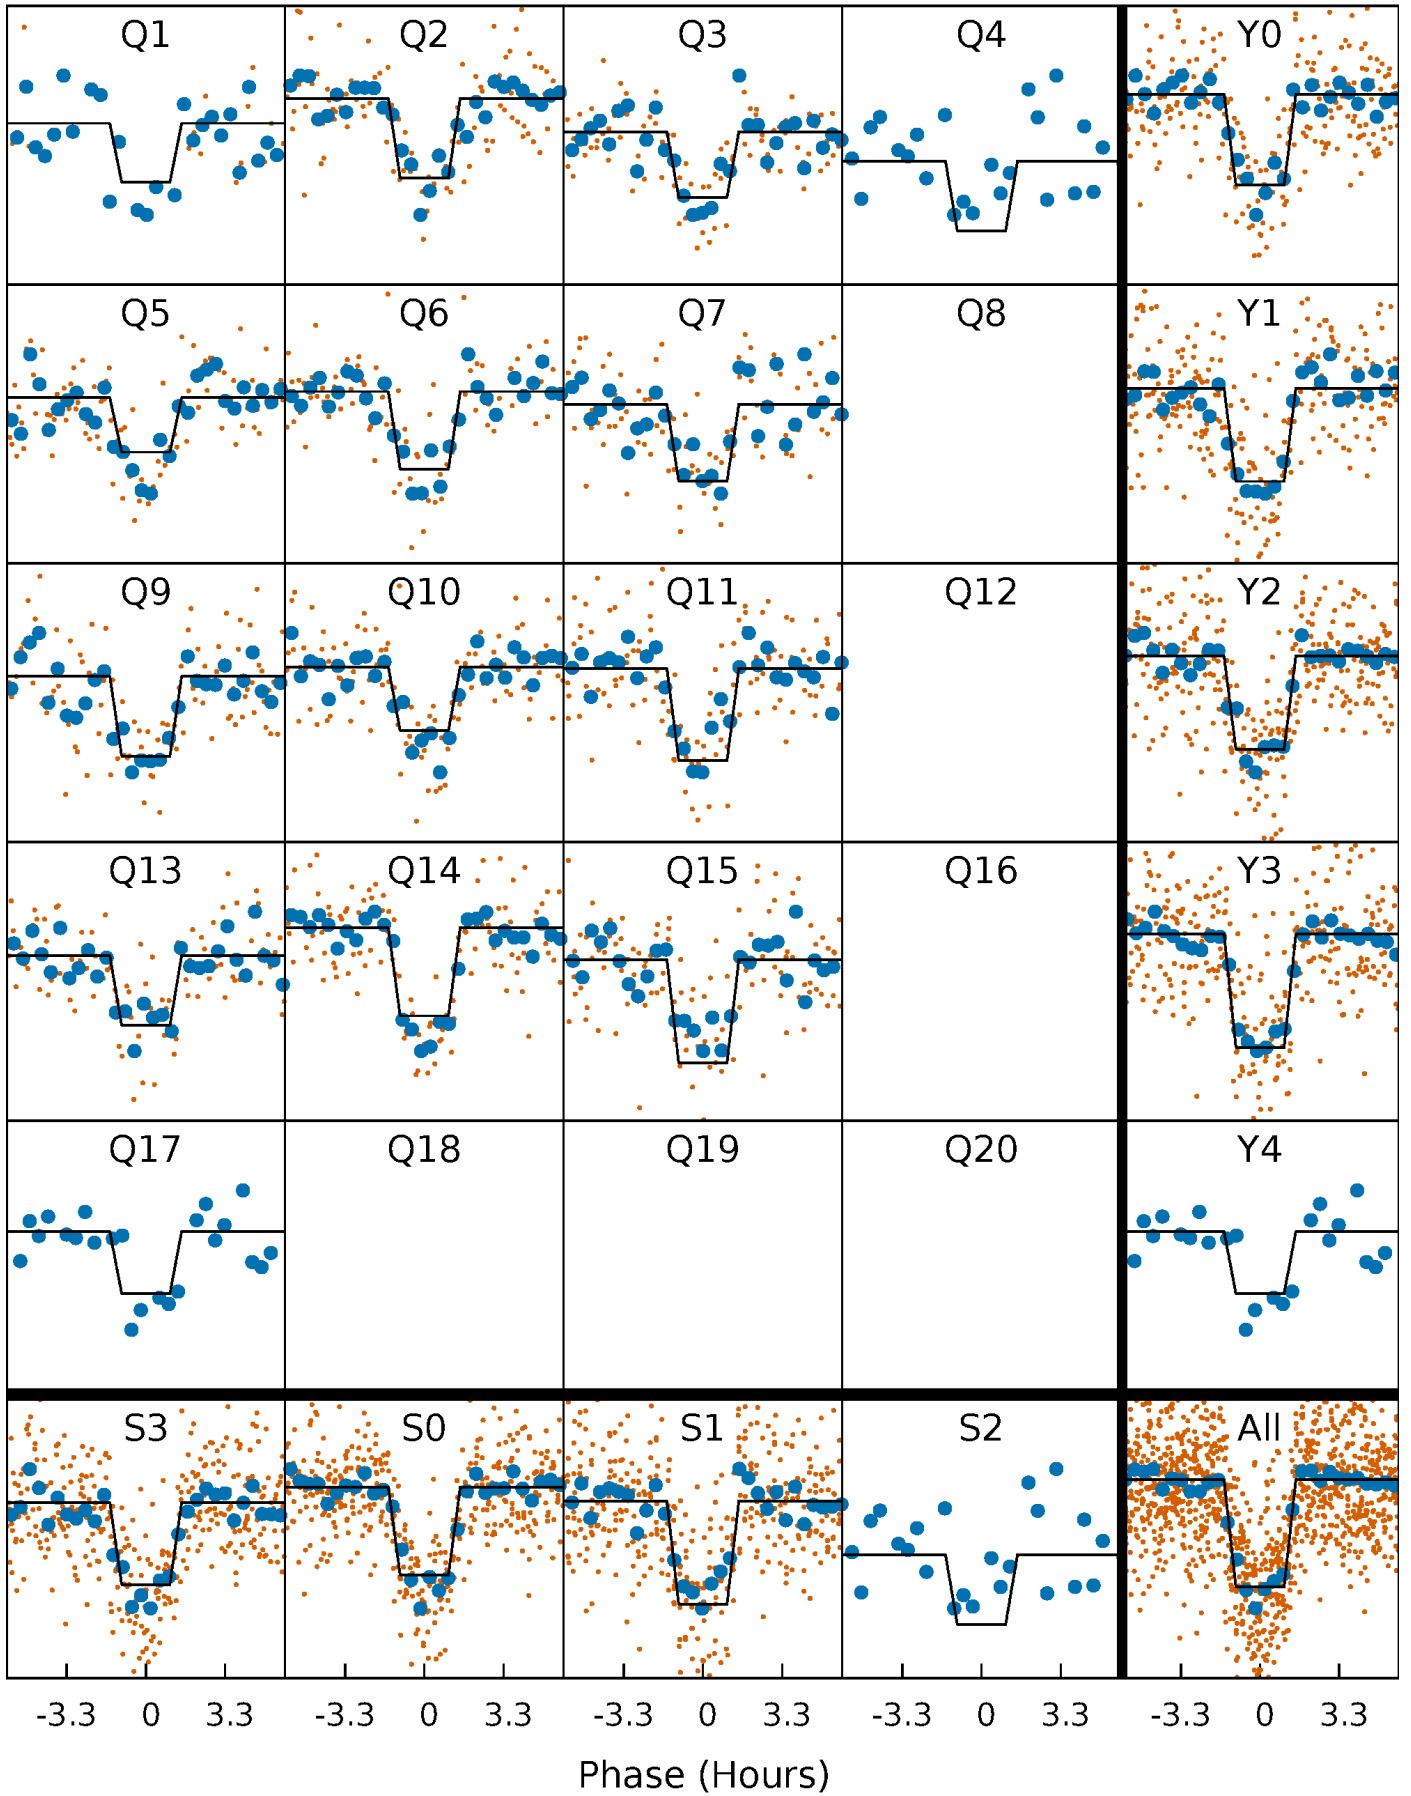 Q1 Q2 Q3 Q4 Y0
Q5 Q6 Q7 Q8 Y1
Q9 Q10 Q11 Q12 Y2
Q13 Q14 Q15 Q16 Y3
Q17 Q18 Q19 Q20 Y4
S3 S0 S1 S2 All
-3.3 0 3.3 -3.3 0 3.3 -3.3 0 3.3 -3.3 0 3.3 -3.3 0 3.3
Phase (Hours)